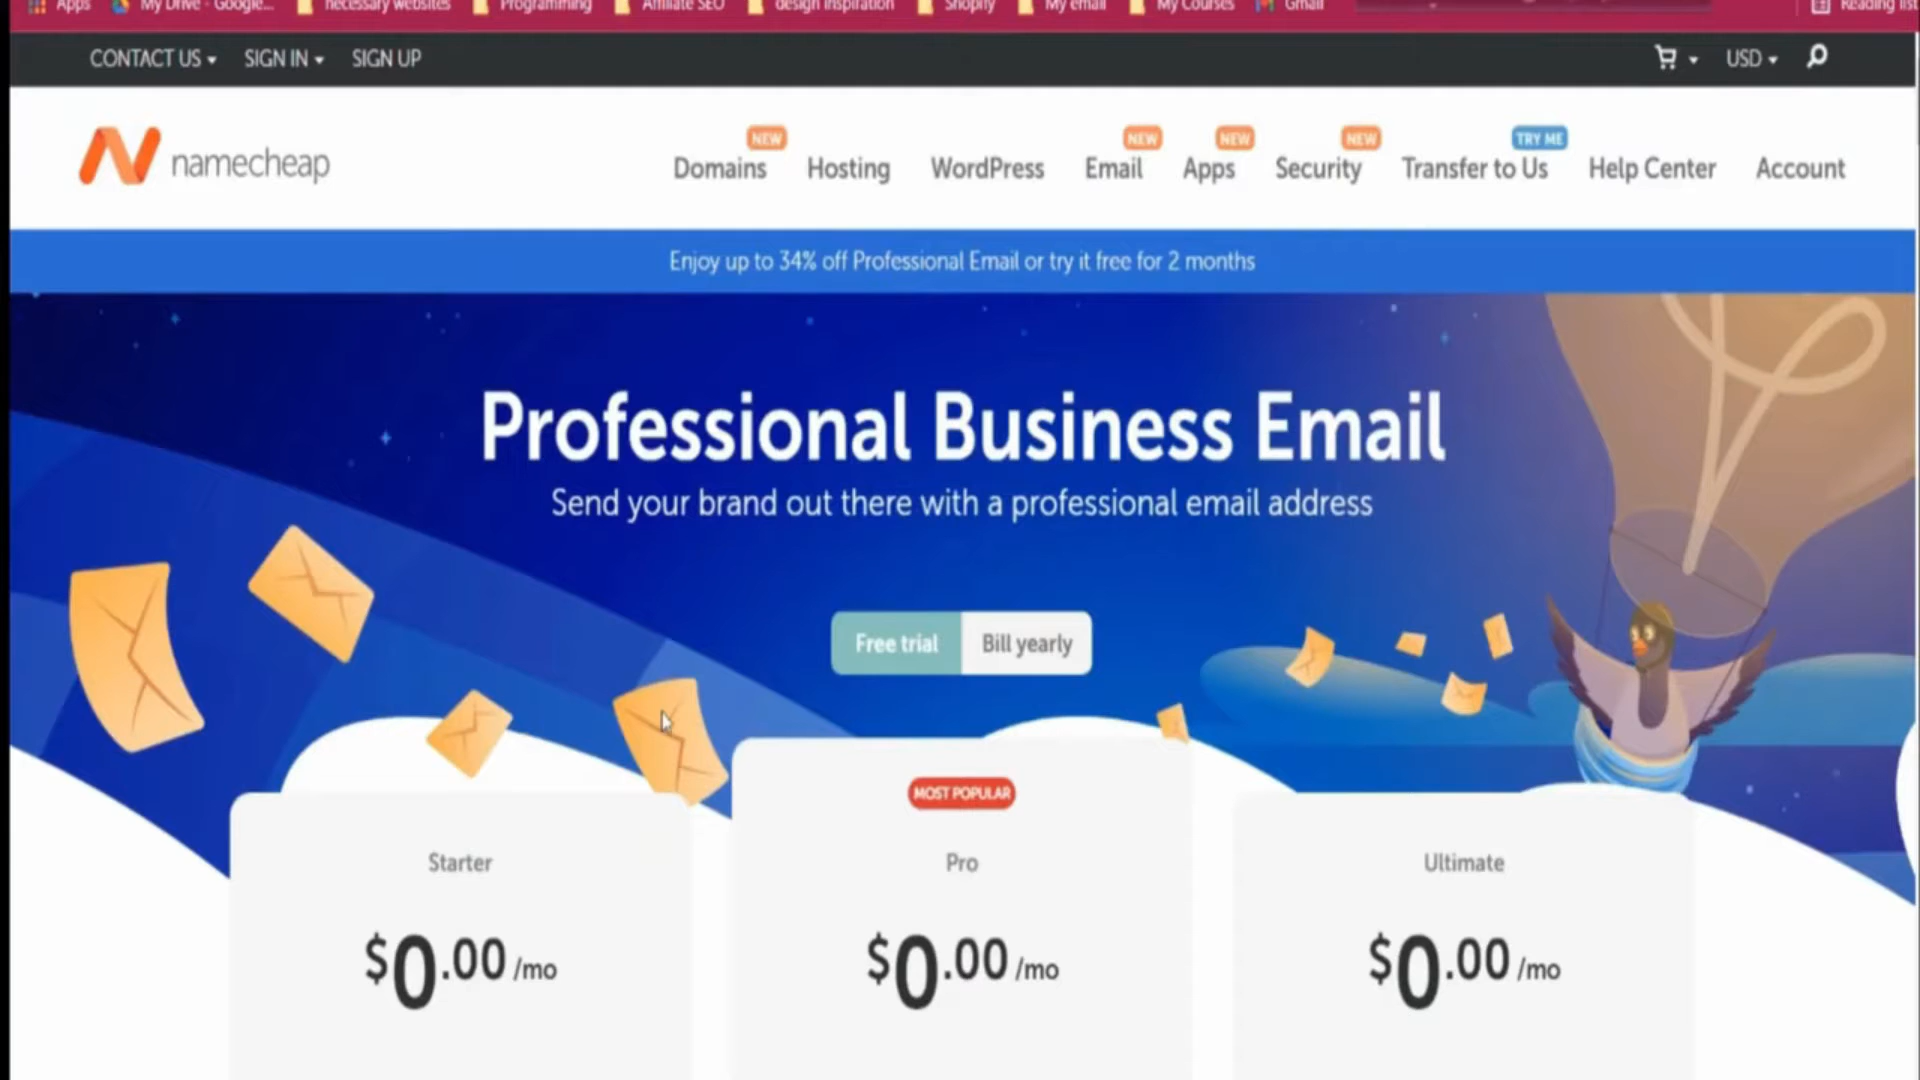 Apps My Drive - Google... necessary websites Programming Affiliate SEO design inspiration Shopify My email My Courses Gmail Reading list
CONTACT US SIGN IN SIGN UP USD
namecheap
NEW NEW NEW NEW TRY ME
Domains Hosting WordPress Email Apps Security Transfer to Us Help Center Account
Enjoy up to 34% off Professional Email or try it free for 2 months
Professional Business Email
Send your brand out there with a professional email address
Free trial Bill yearly
MOST POPULAR
Starter Pro Ultimate
$0.00 /mo $0.00 /mo $0.00 /mo